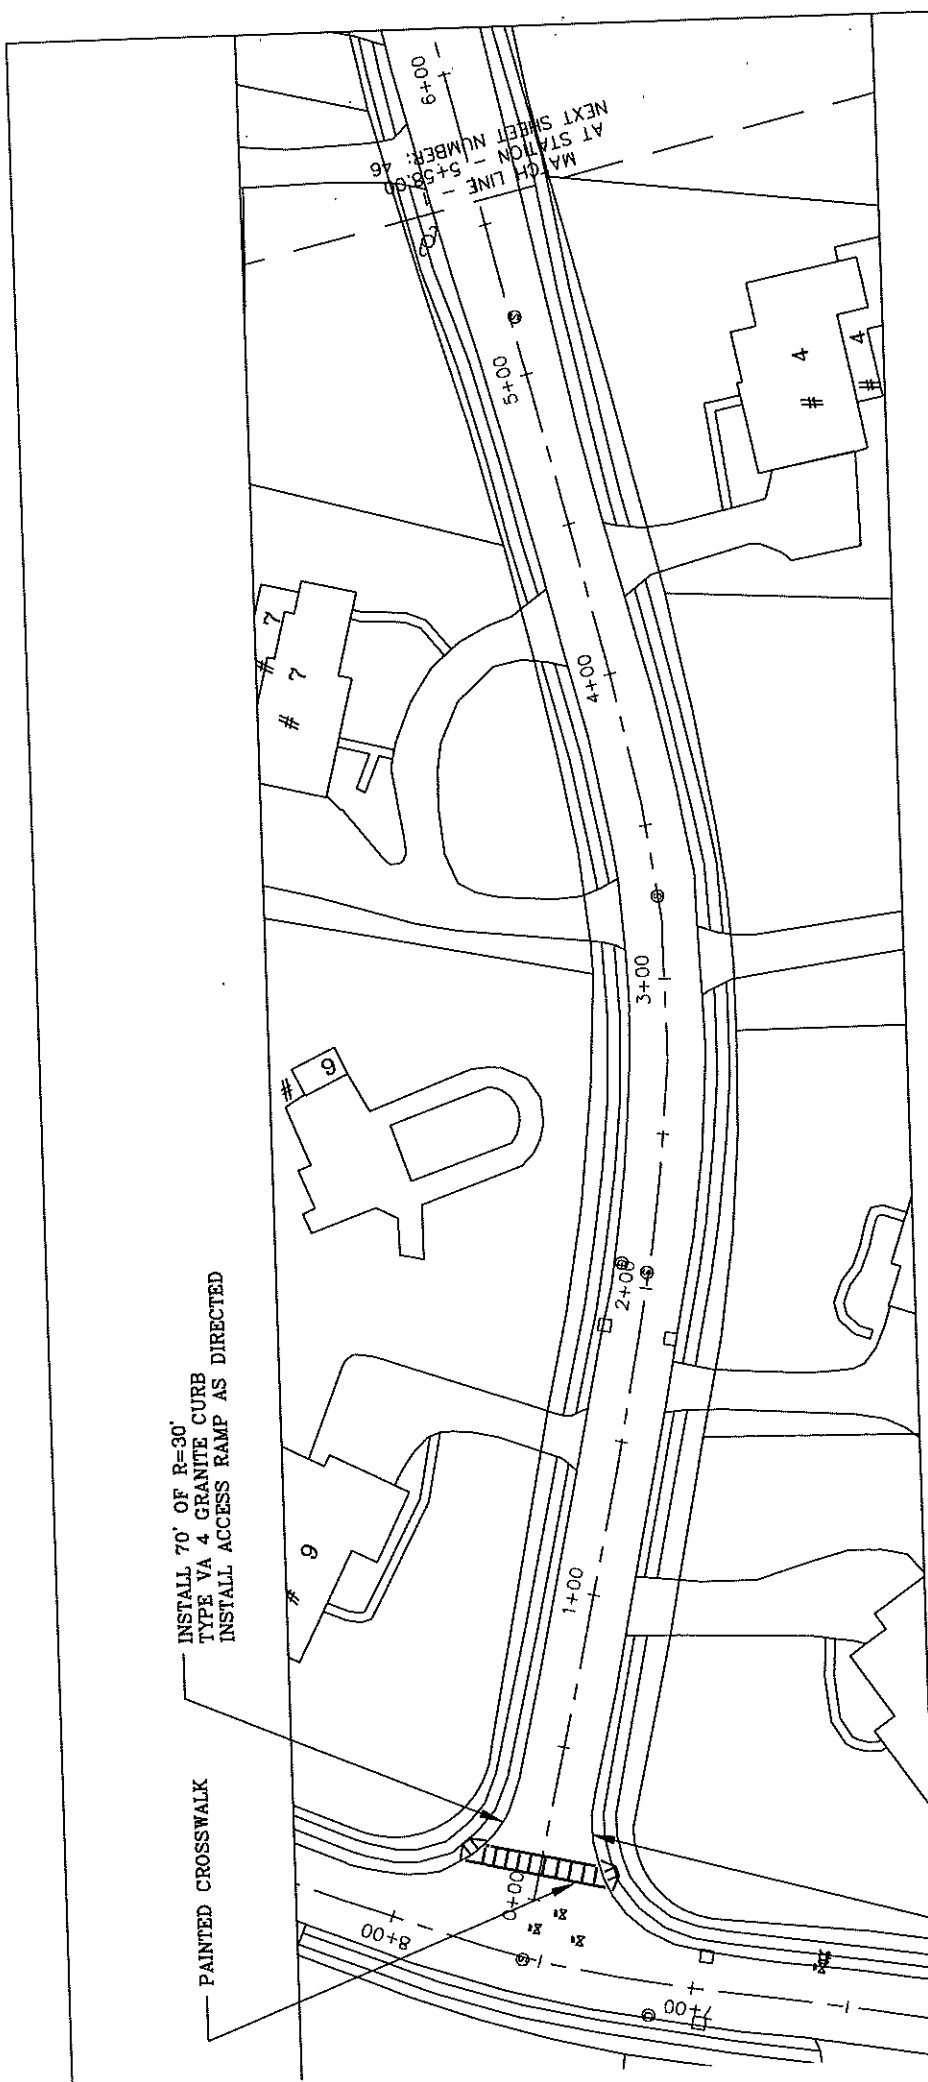 INSTALL 70' OF R=30'
TYPE VA 4 GRANITE CURB
INSTALL ACCESS RAMP AS DIRECTED
PAINTED CROSSWALK
MATCH LINE
AT STATION - 5+58.00
NEXT SHEET NUMBER: 46
6+00
5+00
4+00
3+00
2+00
1+00
0+00
8+00
7+00
# 7
# 7
# 9
# 9
# 4
# 4